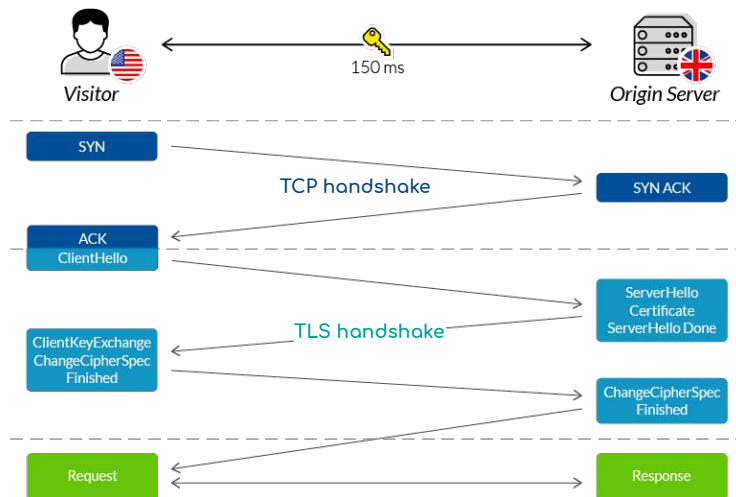 150 ms
Visitor
Origin Server
SYN
TCP handshake
SYN ACK
ACK
ClientHello
ServerHello
Certificate
ServerHello Done
TLS handshake
ClientKeyExchange
ChangeCipherSpec
Finished
ChangeCipherSpec
Finished
Request
Response